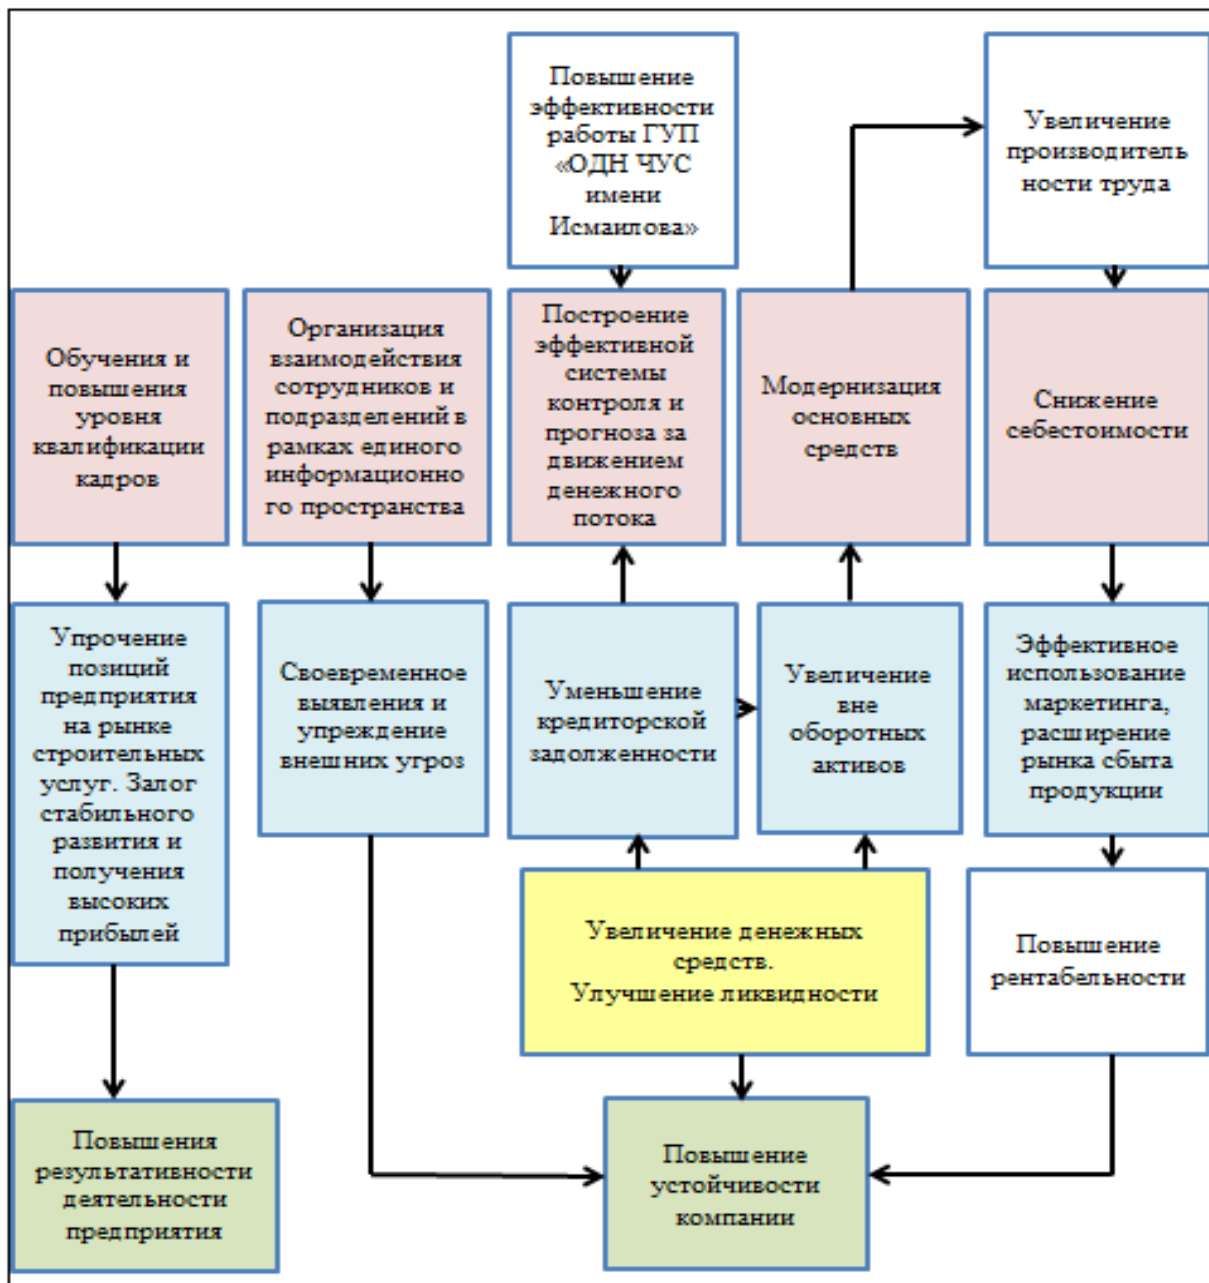 Повышение
эффективности
работы ГУП
«ОДН ЧУС
имени
Исмаилова»
Увеличение
производитель
ности труда
Обучения и
повышения
уровня
квалификации
кадров
Организация
взаимодействия
сотрудников и
подразделений в
рамках единого
информационно
го пространства
Построение
эффективной
системы
контроля и
прогноза за
движением
денежного
потока
Модернизация
основных
средств
Снижение
себестоимости
Упрочение
позиций
предприятия
на рынке
строительных
услуг. Залог
стабильного
развития и
получения
высоких
прибылей
Своевременное
выявления и
упреждение
внешних угроз
Уменьшение
кредиторской
задолженности
Увеличение
вне
оборотных
активов
Эффективное
использование
маркетинга,
расширение
рынка сбыта
продукции
Увеличение денежных
средств.
Улучшение ликвидности
Повышение
рентабельности
Повышения
результативности
деятельности
предприятия
Повышение
устойчивости
компании